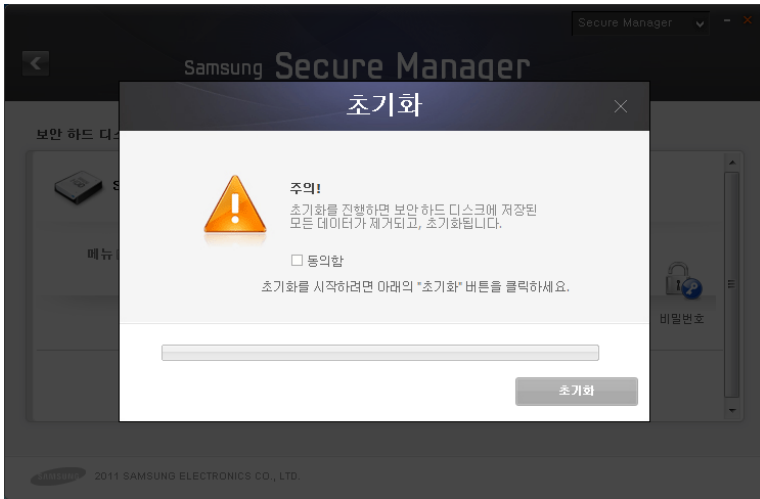 Secure Manager
Samsung Secure Manager
초기화
보안 하드 디
주의!
초기화를 진행하면 보안 하드 디스크에 저장된
모든 데이터가 제거되고, 초기화됩니다.
메뉴
동의함
초기화를 시작하려면 아래의 "초기화" 버튼을 클릭하세요.
비밀번호
초기화
SAMSUNG 2011 SAMSUNG ELECTRONICS CO., LTD.